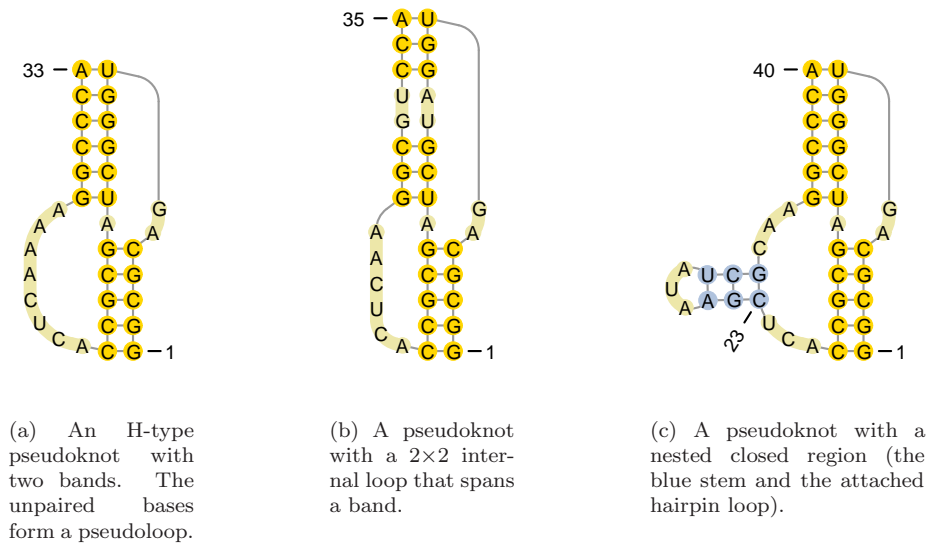 33 A U
C G
C G
C G
G C
G U
A G
A A A
A G C
A C G
C G C
U C G
C A C G 1
35 A U
C G
C G
U A
G U
C G
G C
G U
G
A A A
A G C
A C G
C G C
U C G
C A C G 1
40 A U
C G
C G
C G
G C
G U
A G
A A A
C G C
A U C G C G
U A A G C G C
A U C G
23 C A C G 1
(a) An H-type
pseudoknot with
two bands. The
unpaired bases
form a pseudoloop.
(b) A pseudoknot
with a 2×2 inter-
nal loop that spans
a band.
(c) A pseudoknot with a
nested closed region (the
blue stem and the attached
hairpin loop).